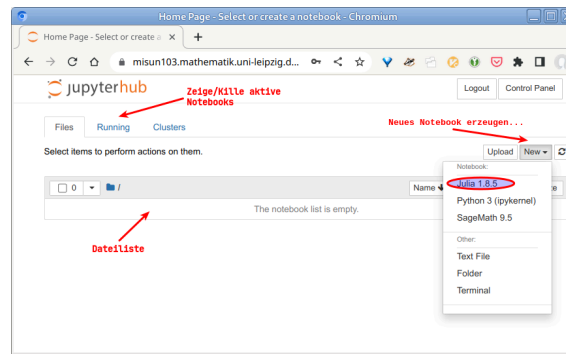 Home Page - Select or create a notebook - Chromium
Home Page - Select or create a
misun103.mathematik.uni-leipzig.d...
jupyterhub
Logout
Control Panel
Zeige/Kille aktive
Notebooks
Files
Running
Clusters
Neues Notebook erzeugen...
Select items to perform actions on them.
Upload
New
Notebook:
0
/
Name
Julia 1.8.5
Python 3 (ipykernel)
The notebook list is empty.
SageMath 9.5
Other:
Dateiliste
Text File
Folder
Terminal